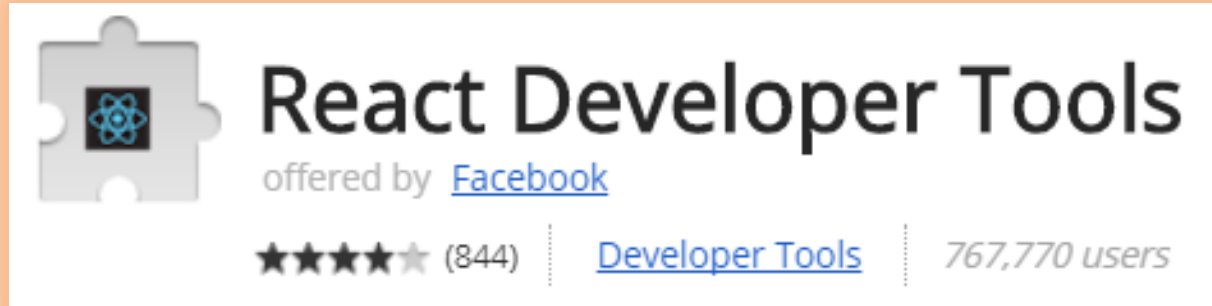 React Developer Tools
offered by Facebook
(844) Developer Tools 767,770 users